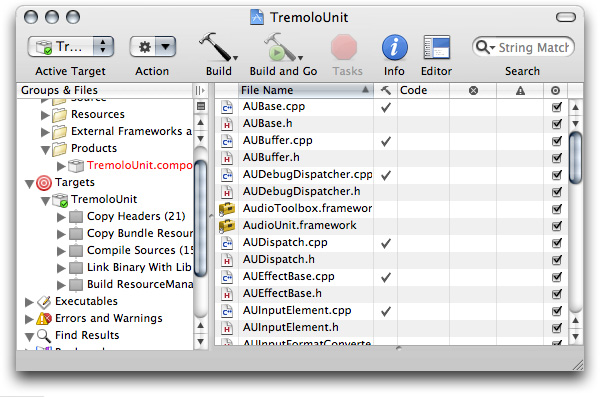 TremoloUnit
Tr...
String Match
Active Target
Action
Build
Build and Go
Tasks
Info
Editor
Search
Groups & Files
File Name
Code
Source
Resources
External Frameworks a
Products
TremoloUnit.compo
Targets
TremoloUnit
Copy Headers (21)
Copy Bundle Resour
Compile Sources (15
Link Binary With Lib
Build ResourceMana
Executables
Errors and Warnings
Find Results
AUBase.cpp
AUBase.h
AUBuffer.cpp
AUBuffer.h
AUDebugDispatcher.cpp
AUDebugDispatcher.h
AudioToolbox.framework
AudioUnit.framework
AUDispatch.cpp
AUDispatch.h
AUEffectBase.cpp
AUEffectBase.h
AUInputElement.cpp
AUInputElement.h
AUInputFormatConverte